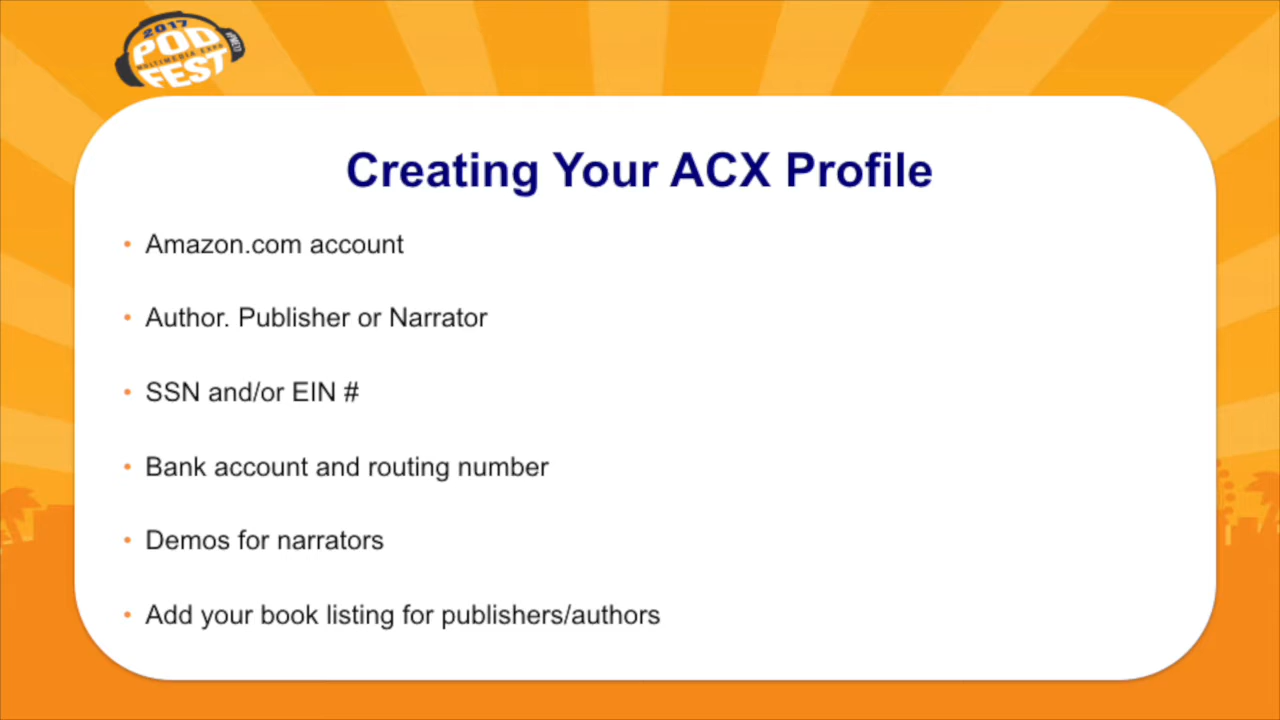 2017
POD
MULTIMEDIA EXPO
FEST
Creating Your ACX Profile
• Amazon.com account
• Author. Publisher or Narrator
• SSN and/or EIN #
• Bank account and routing number
• Demos for narrators
• Add your book listing for publishers/authors